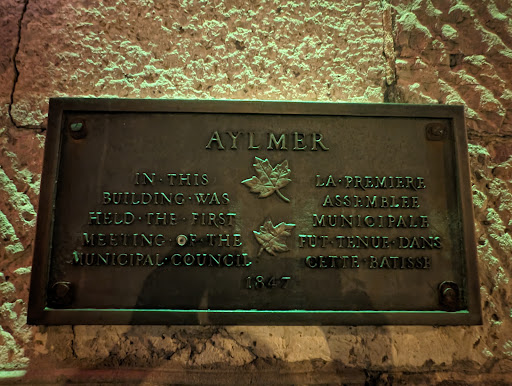 AYLMER
IN·THIS
BUILDING·WAS
HELD·THE·FIRST
MEETING·OF·THE
MUNICIPAL·COUNCIL
LA·PREMIERE
ASSEMBLEE
MUNICIPALE
FUT·TENUE·DANS
CETTE·BATISSE
1847